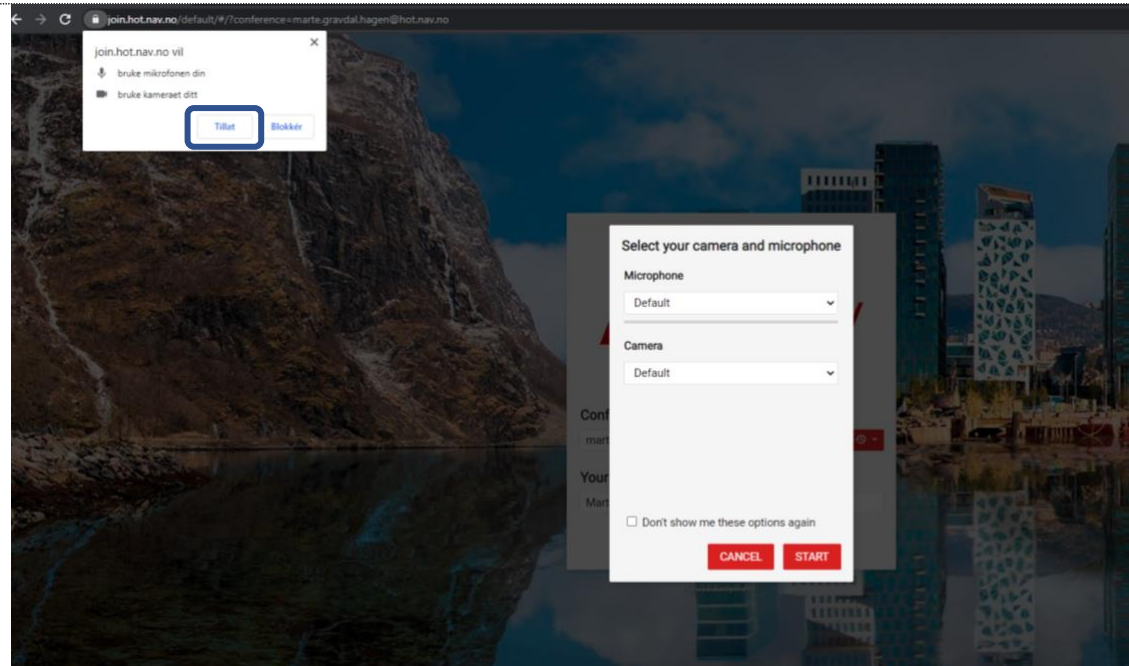 join.hot.nav.no/default/#/?conference=marte.gravdal.hagen@hot.nav.no
join.hot.nav.no vil
bruke mikrofonen din
bruke kameraet ditt
Tillat Blokkér
Select your camera and microphone
Microphone
Default
Camera
Default
Conf
mart
Your
Mart
Don't show me these options again
CANCEL START